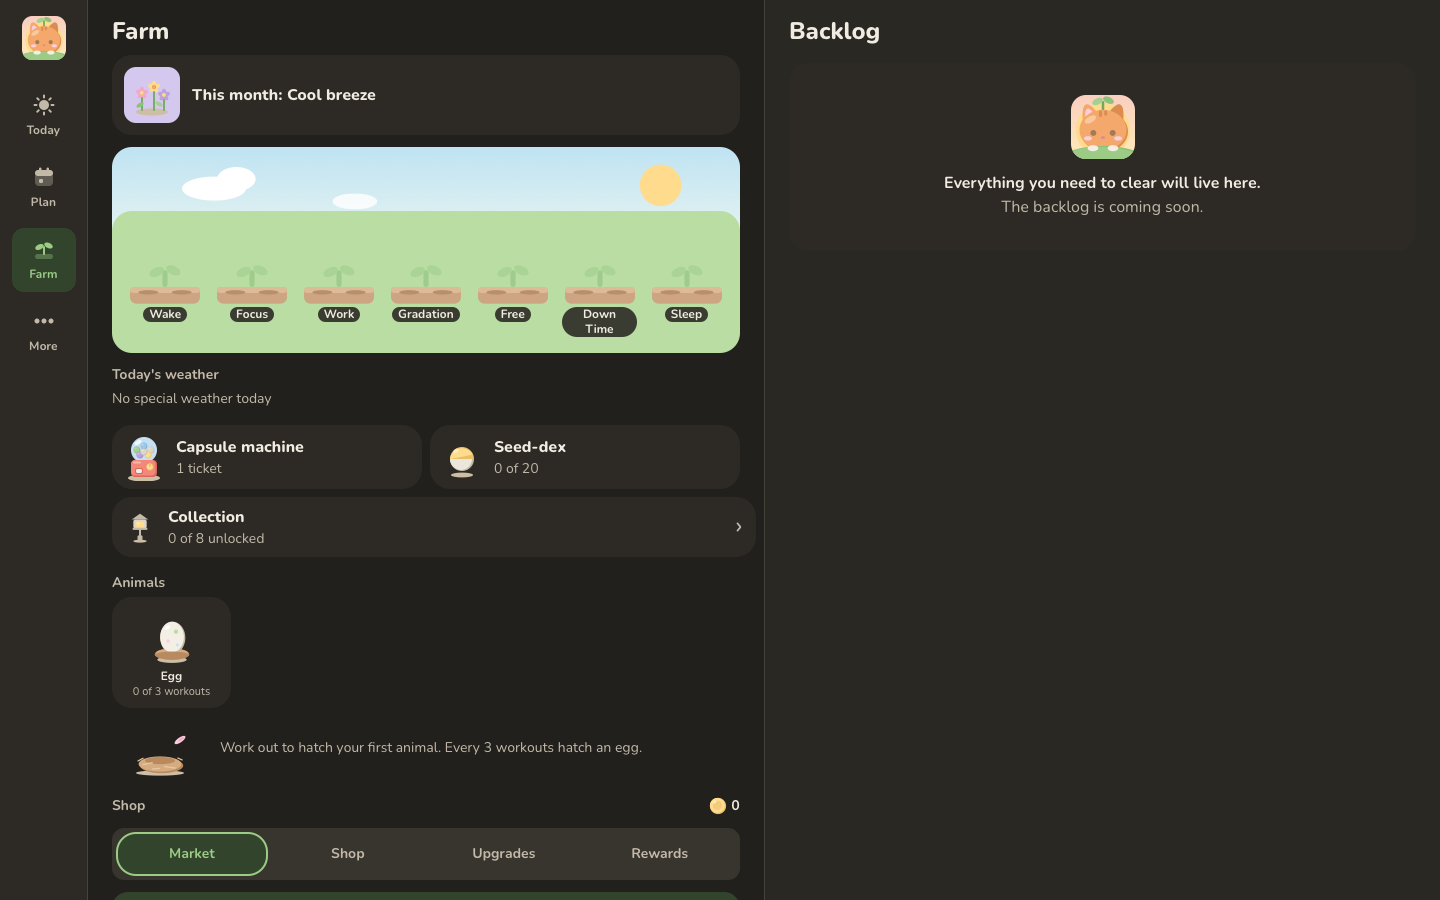 Today
Plan
Farm
More
Farm
This month: Cool breeze
Wake
Focus
Work
Gradation
Free
Down
Time
Sleep
Today's weather
No special weather today
Capsule machine
1 ticket
Seed-dex
0 of 20
Collection
0 of 8 unlocked
Animals
Egg
0 of 3 workouts
Work out to hatch your first animal. Every 3 workouts hatch an egg.
Shop
0
Market
Shop
Upgrades
Rewards
Backlog
Everything you need to clear will live here.
The backlog is coming soon.